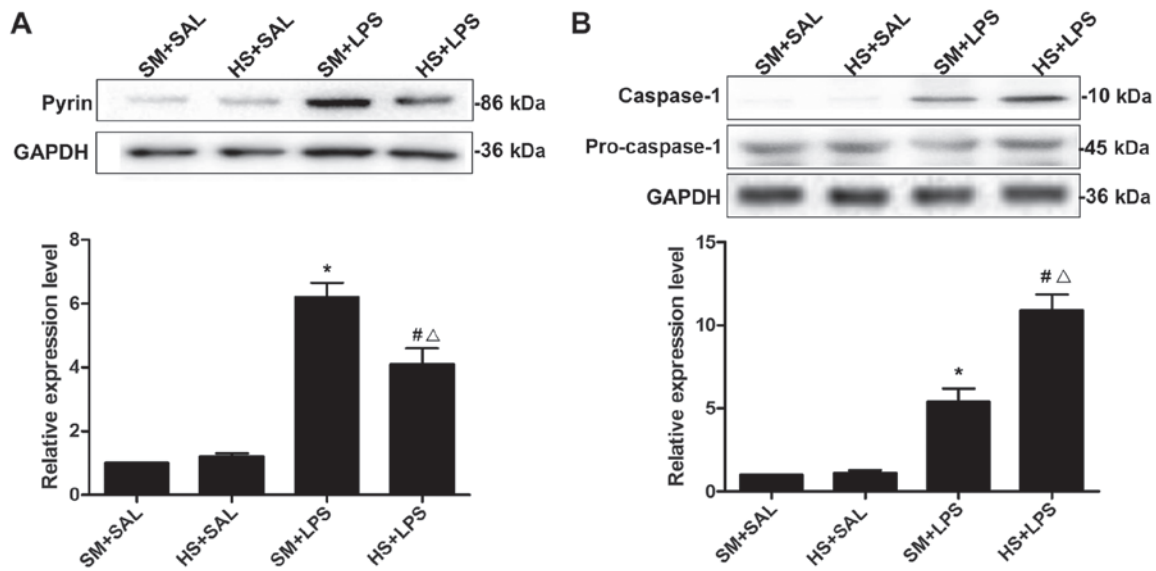 A
SM+SAL HS+SAL SM+LPS HS+LPS
Pyrin -86 kDa
GAPDH -36 kDa
Relative expression level
8
6
4
2
0
*
# △
SM+SAL HS+SAL SM+LPS HS+LPS
B
SM+SAL HS+SAL SM+LPS HS+LPS
Caspase-1 -10 kDa
Pro-caspase-1 -45 kDa
GAPDH -36 kDa
Relative expression level
15
10
5
0
*
# △
SM+SAL HS+SAL SM+LPS HS+LPS